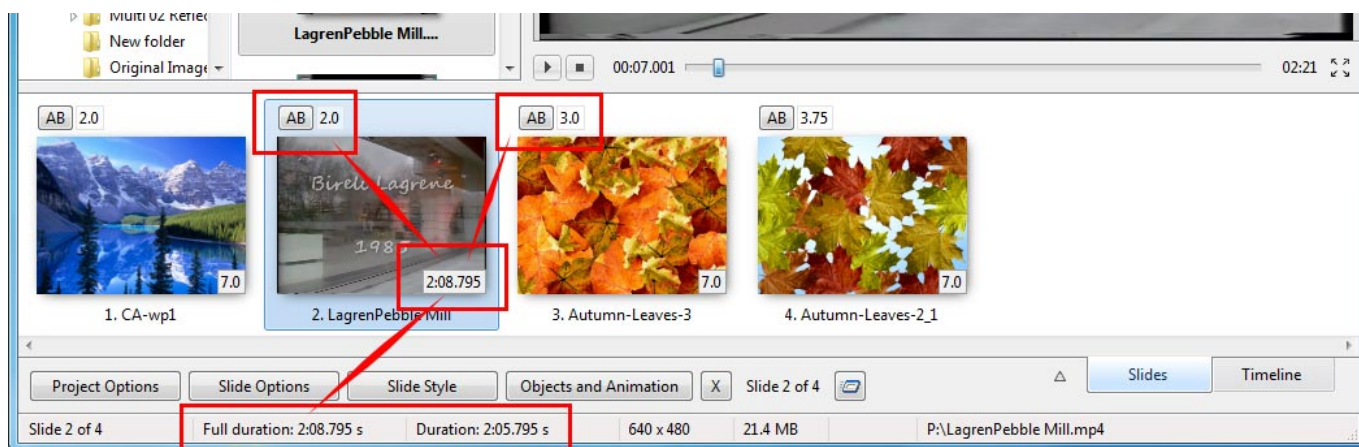 Multi 02 Reflec
New folder
Original Image
LagrenPebble Mill....
00:07.001
02:21
AB 2.0
AB 2.0
AB 3.0
AB 3.75
Birele Lagrene
1985
7.0
2:08.795
7.0
7.0
1. CA-wp1
2. LagrenPebble Mill
3. Autumn-Leaves-3
4. Autumn-Leaves-2_1
Project Options
Slide Options
Slide Style
Objects and Animation
X
Slide 2 of 4
Slides
Timeline
Slide 2 of 4
Full duration: 2:08.795 s
Duration: 2:05.795 s
640 x 480
21.4 MB
P:\LagrenPebble Mill.mp4